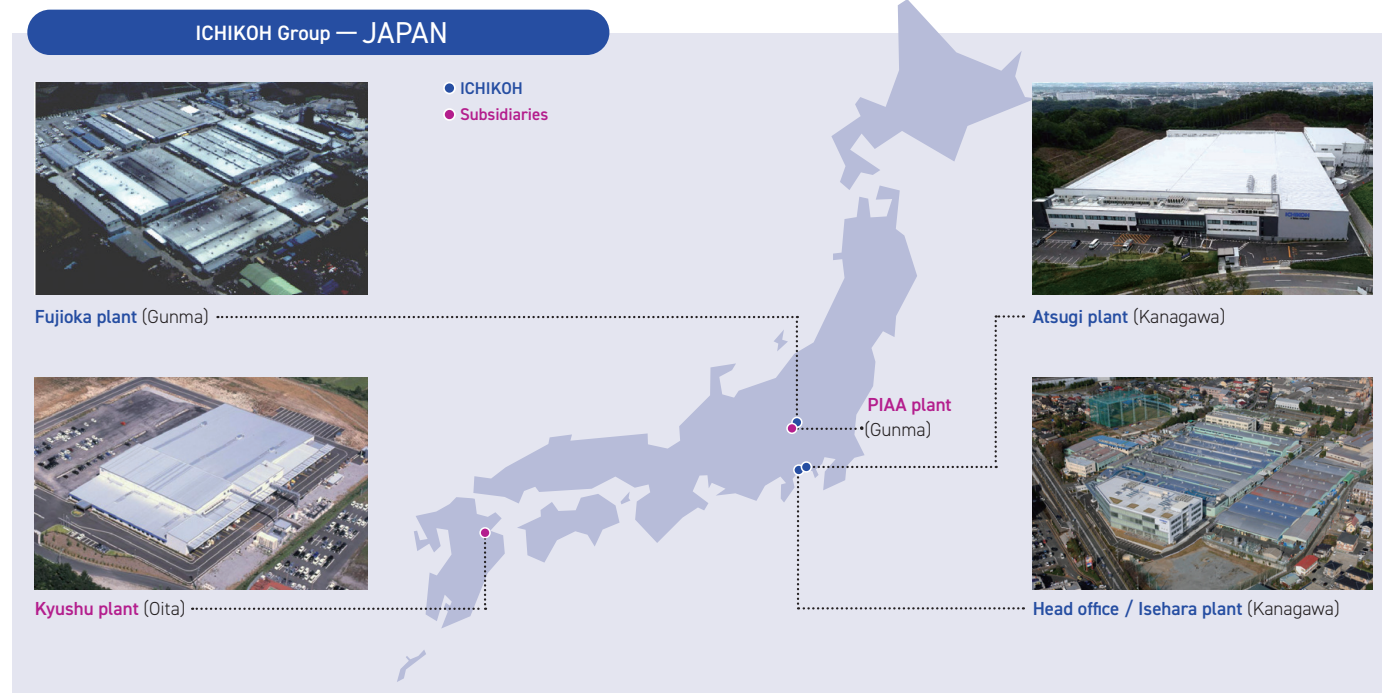 ICHIKOH Group — JAPAN
ICHIKOH
Subsidiaries
Fujioka plant (Gunma)
ICHIKOH
Atsugi plant (Kanagawa)
PIAA plant
(Gunma)
Kyushu plant (Oita)
Head office / Isehara plant (Kanagawa)